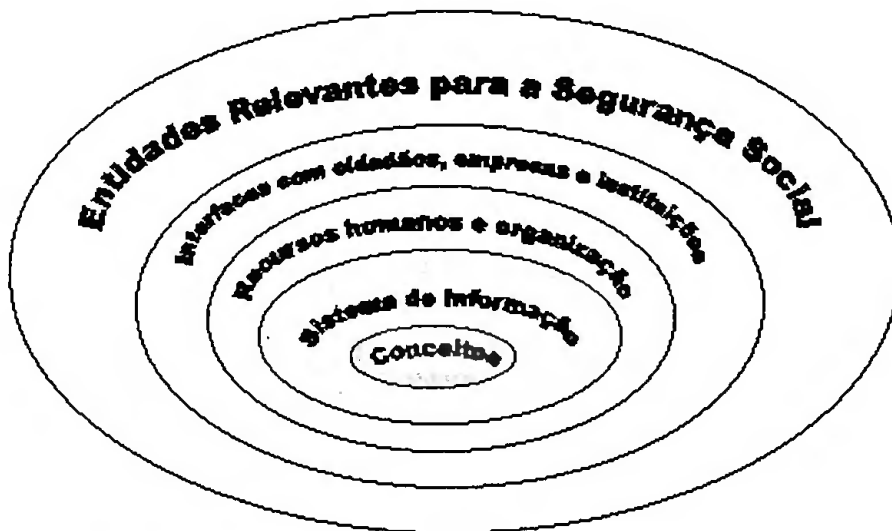 Entidades Relevantes para a Segurança Social
Interfaces com cidadãos, empresas e instituições
Recursos humanos e organização
Sistema de Informação
Conceitos